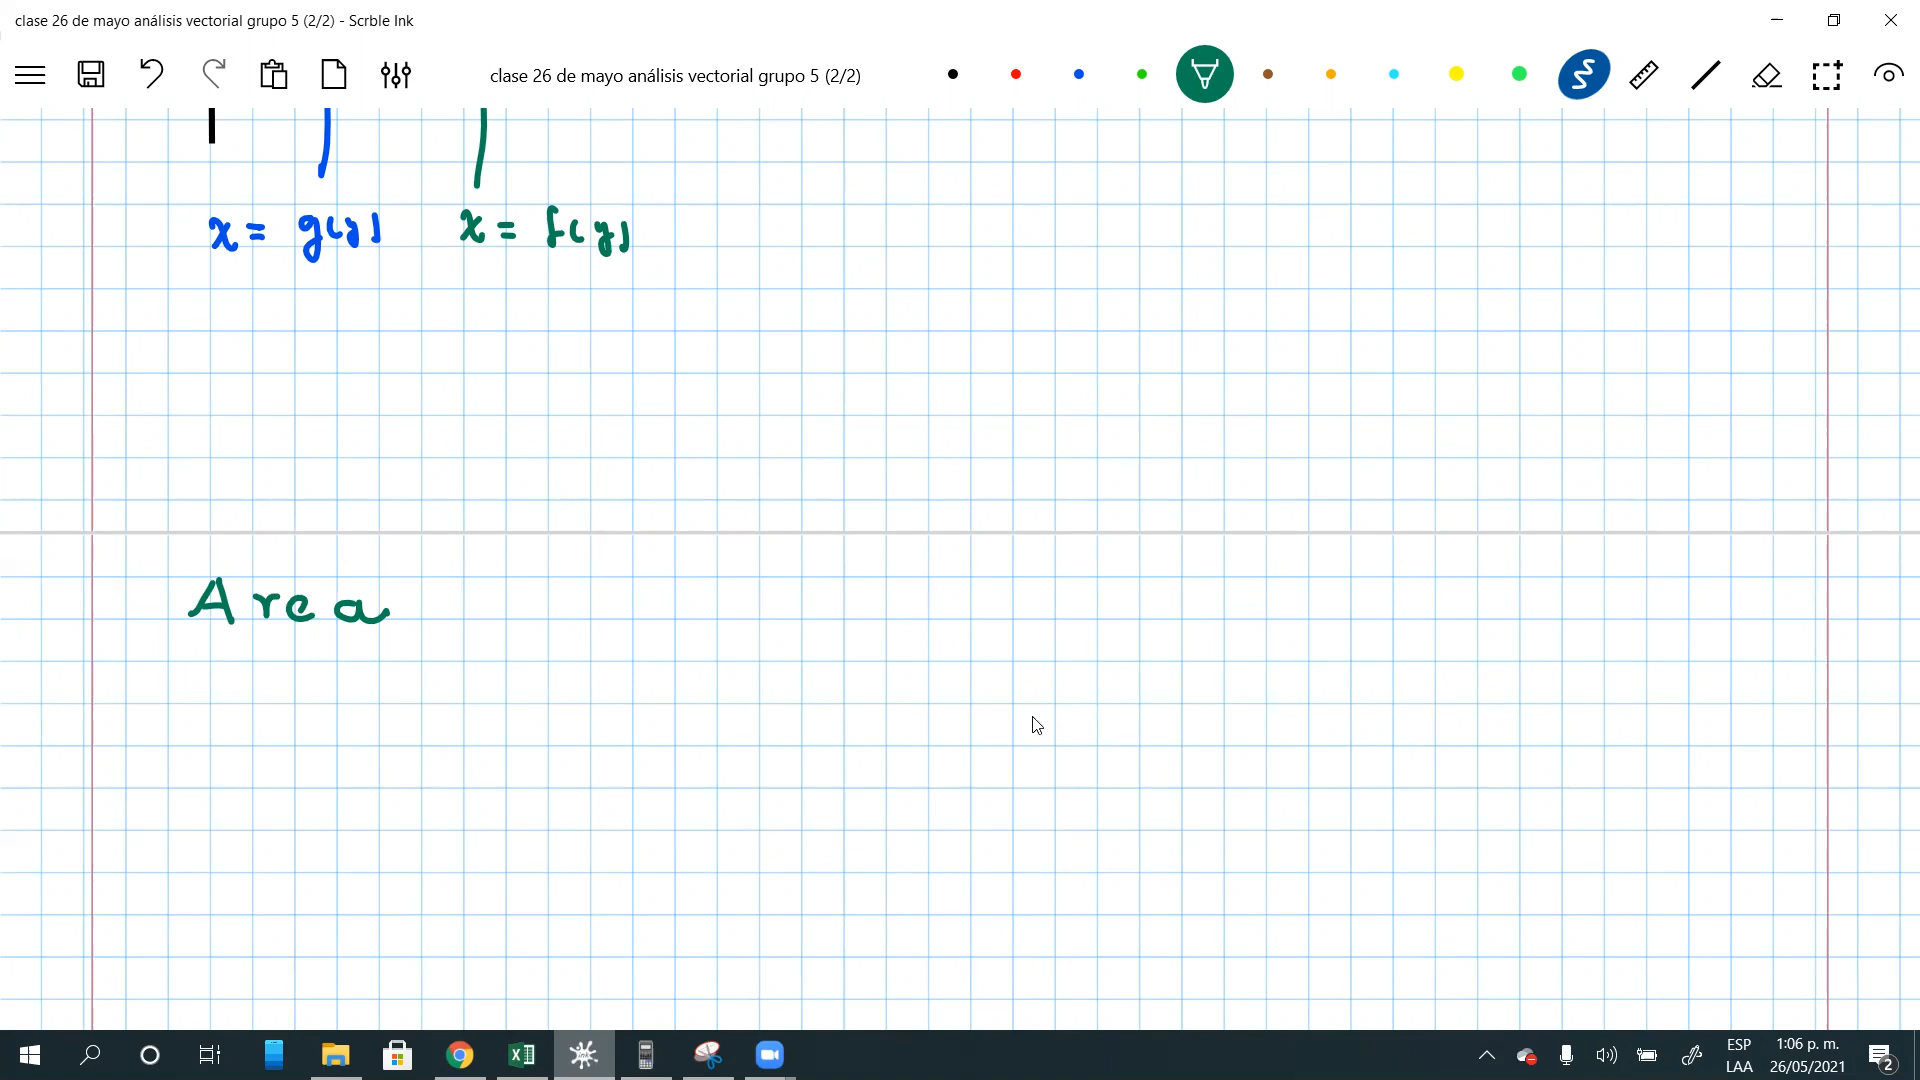 clase 26 de mayo análisis vectorial grupo 5 (2/2) - Scrble Ink
clase 26 de mayo análisis vectorial grupo 5 (2/2)
x = g(y) x = f(y)
Area
ESP 1:06 p. m.
LAA 26/05/2021 2